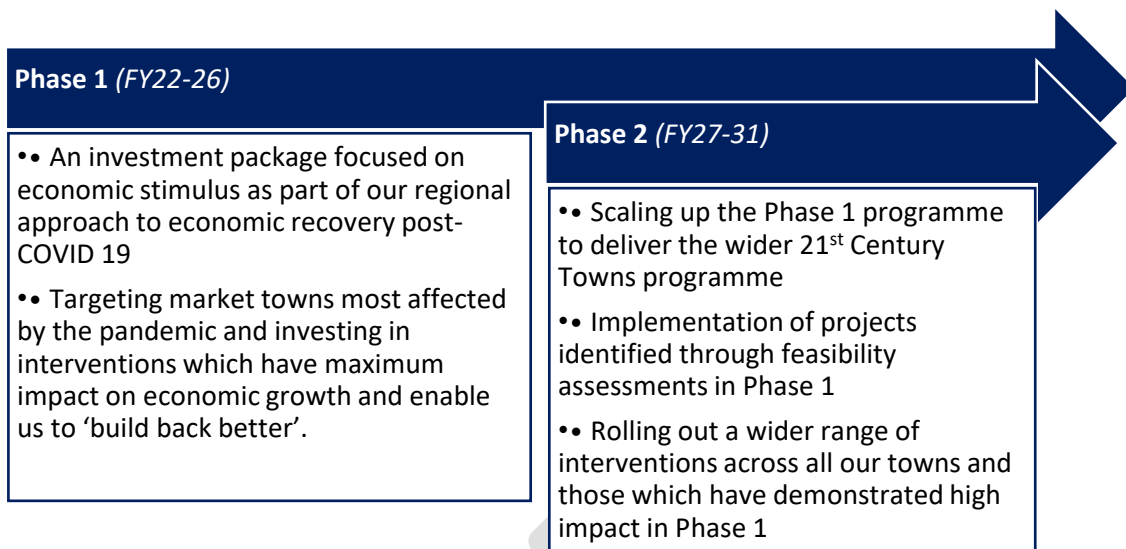 Phase 1 (FY22-26)
•• An investment package focused on
economic stimulus as part of our regional
approach to economic recovery post-
COVID 19
•• Targeting market towns most affected
by the pandemic and investing in
interventions which have maximum
impact on economic growth and enable
us to ‘build back better’.
Phase 2 (FY27-31)
•• Scaling up the Phase 1 programme
to deliver the wider 21st Century
Towns programme
•• Implementation of projects
identified through feasibility
assessments in Phase 1
•• Rolling out a wider range of
interventions across all our towns and
those which have demonstrated high
impact in Phase 1